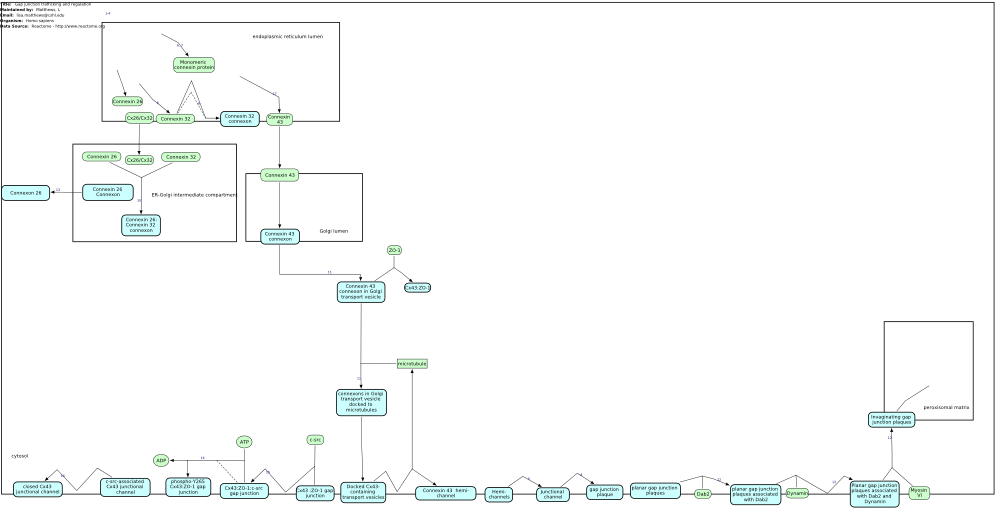 Title: Gap junction trafficking and regulation
Maintained by: Matthews, L
Email: lisa.matthews@cshl.edu
Organism: Homo sapiens
Data Source: Reactome - http://www.reactome.org
endoplasmic reticulum lumen
Monomeric
connexin protein
Connexin 26
Cx26/Cx32
Connexin 32
Connexin 32
connexon
Connexin
43
Connexin 26
Cx26/Cx32
Connexin 32
Connexon 26
Connexin 26
Connexon
ER-Golgi intermediate compartment
Connexin 26:
Connexin 32
connexon
Connexin 43
Connexin 43
connexon
Golgi lumen
ZO-1
Connexin 43
connexon in Golgi
transport vesicle
Cx43:ZO-1
microtubule
connexons in Golgi
transport vesicle
docked to
microtubules
peroxisomal matrix
Invaginating gap
junction plaques
cytosol
ATP
c-src
ADP
closed Cx43
junctional channel
c-src-associated
Cx43 junctional
channel
phospho-Y265
Cx43:ZO-1 gap
junction
Cx43:ZO-1:c-src
gap junction
Cx43:ZO-1 gap
junction
Docked Cx43-
containing
transport vesicles
Connexin 43 hemi-
channel
Hemi-
channels
Junctional
channel
gap junction
plaque
planar gap junction
plaques
Dab2
planar gap junction
plaques associated
with Dab2
Dynamin
Planar gap junction
plaques associated
with Dab2 and
Dynamin
Myosin
VI